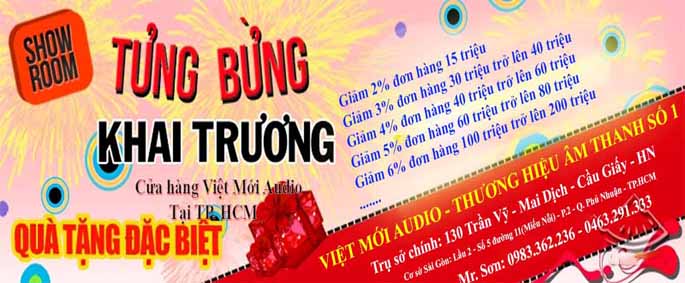 SHOW
ROOM
TƯNG BỪNG
KHAI TRƯƠNG
Cửa hàng Việt Mới Audio
Tại TP.HCM
QUÀ TẶNG ĐẶC BIỆT
Giảm 2% đơn hàng 15 triệu
Giảm 3% đơn hàng 30 triệu trở lên 40 triệu
Giảm 4% đơn hàng 40 triệu trở lên 60 triệu
Giảm 5% đơn hàng 60 triệu trở lên 80 triệu
Giảm 6% đơn hàng 100 triệu trở lên 200 triệu
.......
VIỆT MỚI AUDIO - THƯƠNG HIỆU ÂM THANH SỐ 1
Trụ sở chính: 130 Trần Vỹ - Mai Dịch - Cầu Giấy - HN
Cơ sở Sài Gòn: Lầu 2 - Số 5 đường 11(Miếu Nổi) - P.2 - Q. Phú Nhuận - TP.HCM
Mr. Sơn: 0983.362.236 - 0463.291.333